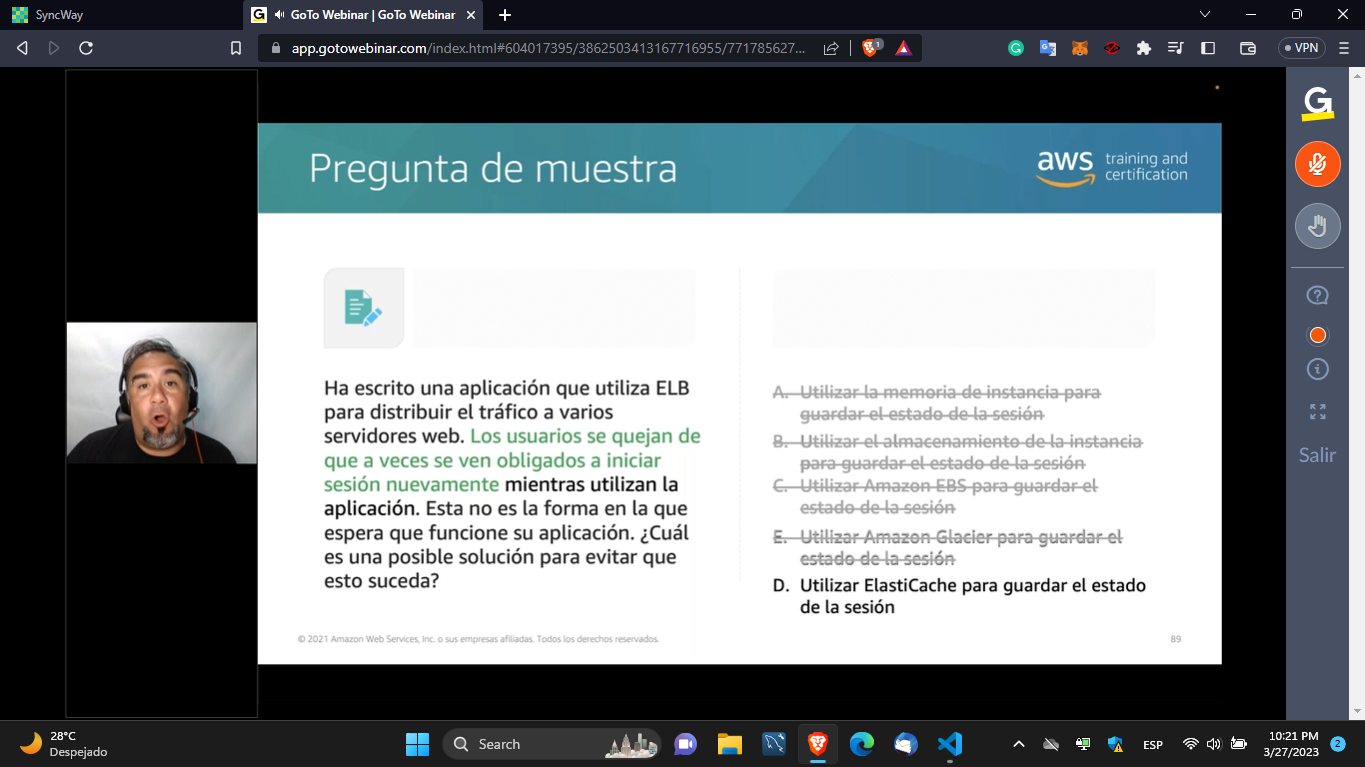 SyncWay
GoTo Webinar | GoTo Webinar
app.gotowebinar.com/index.html#604017395/3862503413167716955/771785627...
1
VPN
Pregunta de muestra
aws training and
certification
Ha escrito una aplicación que utiliza ELB
para distribuir el tráfico a varios
servidores web. Los usuarios se quejan de
que a veces se ven obligados a iniciar
sesión nuevamente mientras utilizan la
aplicación. Esta no es la forma en la que
espera que funcione su aplicación. ¿Cuál
es una posible solución para evitar que
esto suceda?
A. Utilizar la memoria de instancia para
guardar el estado de la sesión
B. Utilizar el almacenamiento de la instancia
para guardar el estado de la sesión
C. Utilizar Amazon EBS para guardar el
estado de la sesión
E. Utilizar Amazon Glacier para guardar el
estado de la sesión
D. Utilizar ElastiCache para guardar el estado
de la sesión
© 2021 Amazon Web Services, Inc. o sus empresas afiliadas. Todos los derechos reservados.
89
G
Salir
28°C
Despejado
Search
ESP
10:21 PM
3/27/2023
2